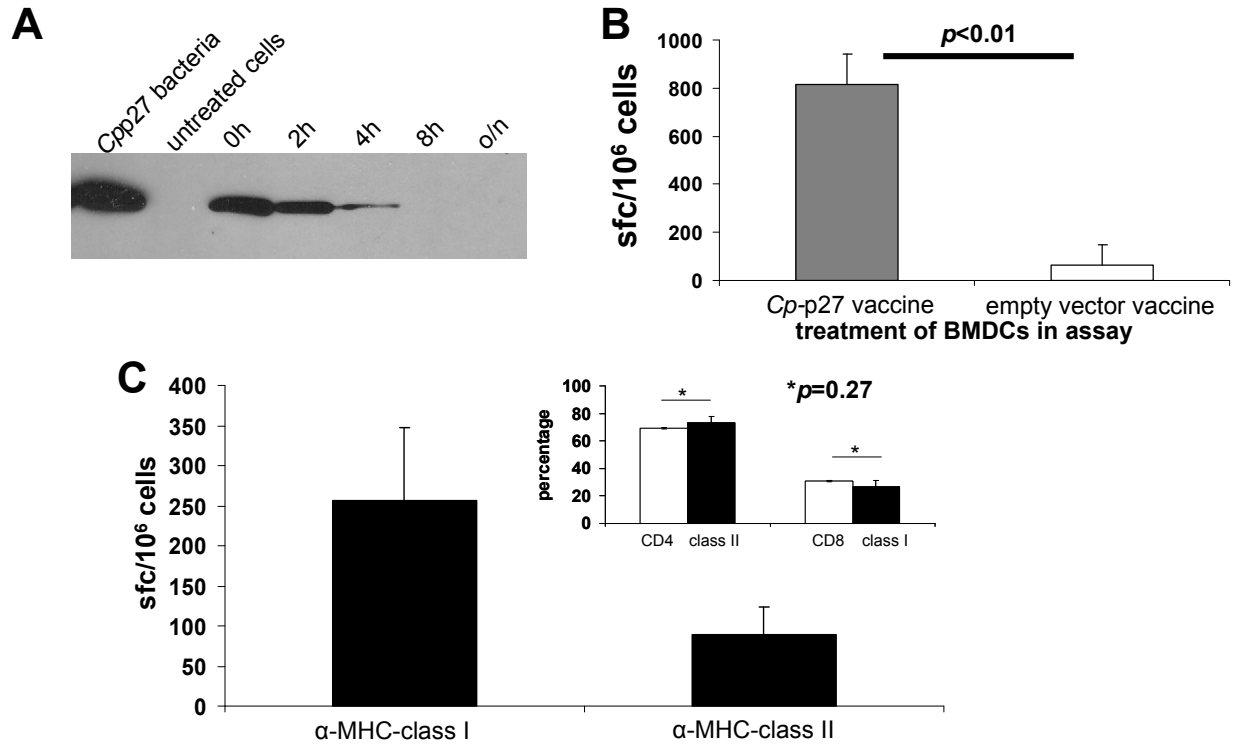 A
Cpp27 bacteria
untreated cells
0h
2h
4h
8h
o/n
B
p<0.01
sfc/10⁶ cells
1000
800
600
400
200
0
Cp-p27 vaccine
empty vector vaccine
treatment of BMDCs in assay
C
sfc/10⁶ cells
400
350
300
250
200
150
100
50
0
α-MHC-class I
α-MHC-class II
*p=0.27
percentage
100
80
60
40
20
0
*
*
CD4
class II
CD8
class I